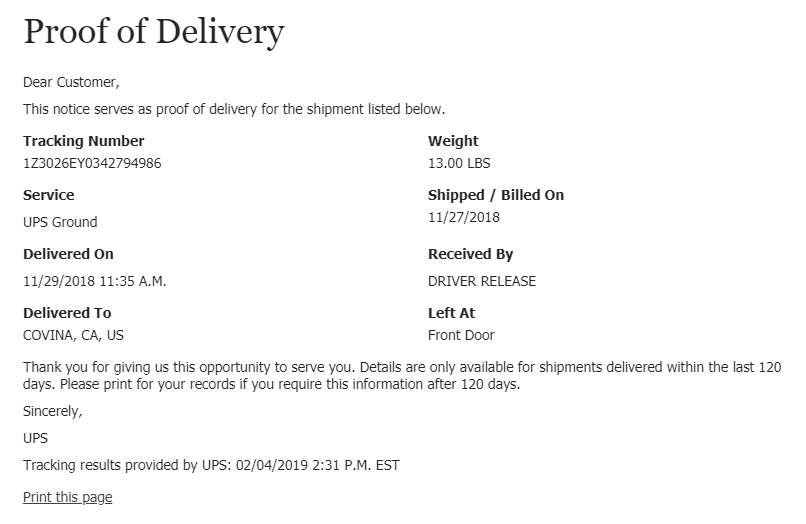 Proof of Delivery
Dear Customer,
This notice serves as proof of delivery for the shipment listed below.
Tracking Number
1Z3026EY0342794986
Weight
13.00 LBS
Service
UPS Ground
Shipped / Billed On
11/27/2018
Delivered On
11/29/2018 11:35 A.M.
Received By
DRIVER RELEASE
Delivered To
COVINA, CA, US
Left At
Front Door
Thank you for giving us this opportunity to serve you. Details are only available for shipments delivered within the last 120
days. Please print for your records if you require this information after 120 days.
Sincerely,
UPS
Tracking results provided by UPS: 02/04/2019 2:31 P.M. EST
Print this page